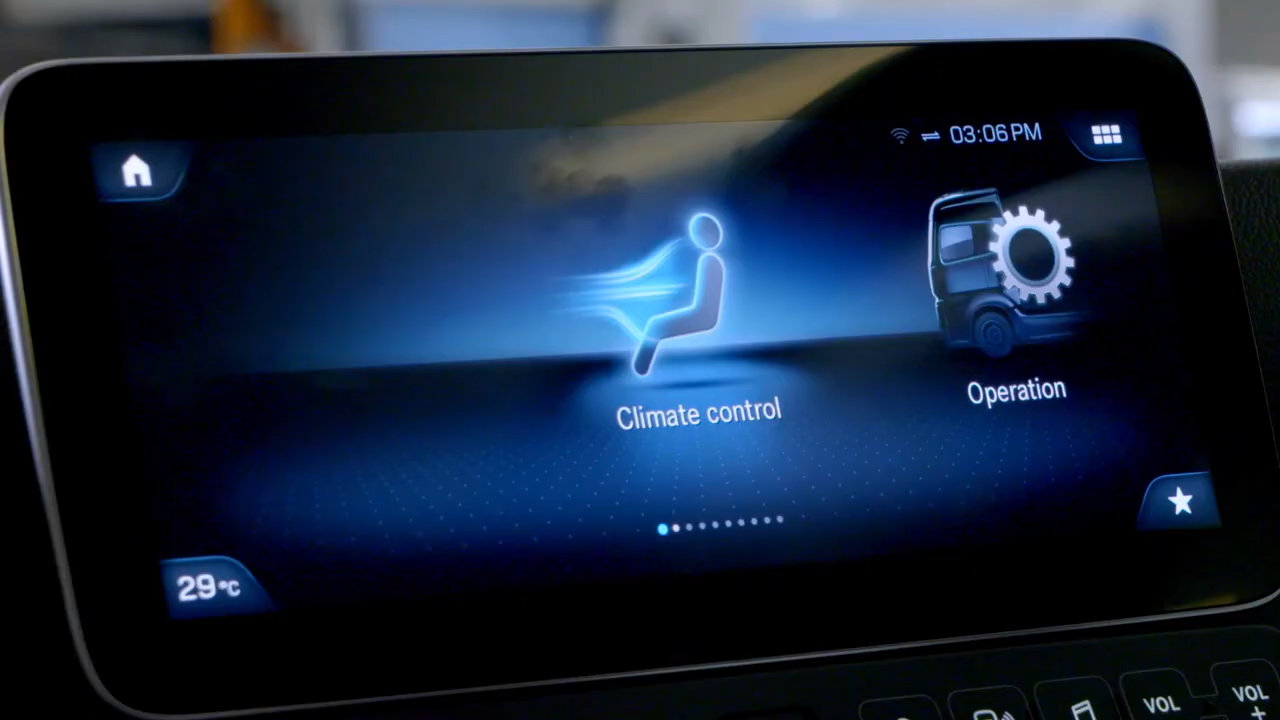 03:06 PM
Operation
Climate control
29°C
VOL
VOL
+